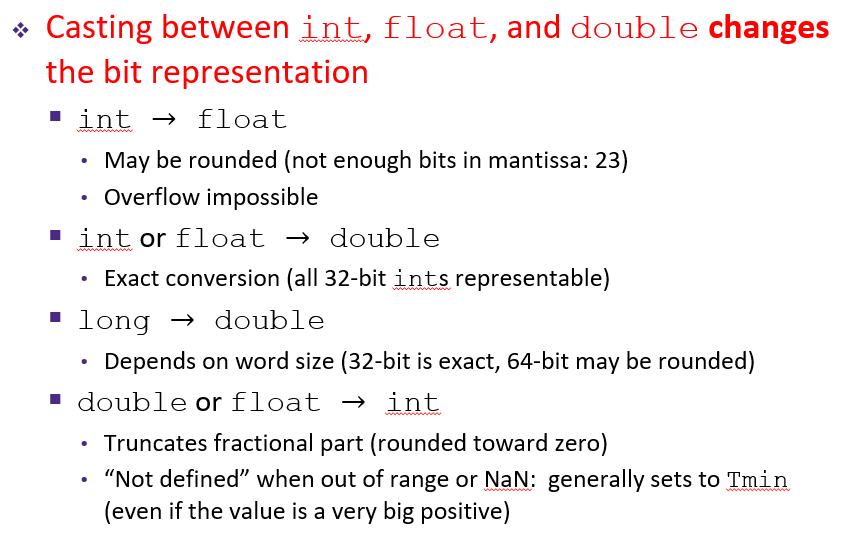 ❖ Casting between int, float, and double changes
the bit representation
▪ int → float
• May be rounded (not enough bits in mantissa: 23)
• Overflow impossible
▪ int or float → double
• Exact conversion (all 32-bit ints representable)
▪ long → double
• Depends on word size (32-bit is exact, 64-bit may be rounded)
▪ double or float → int
• Truncates fractional part (rounded toward zero)
• “Not defined” when out of range or NaN: generally sets to Tmin
(even if the value is a very big positive)